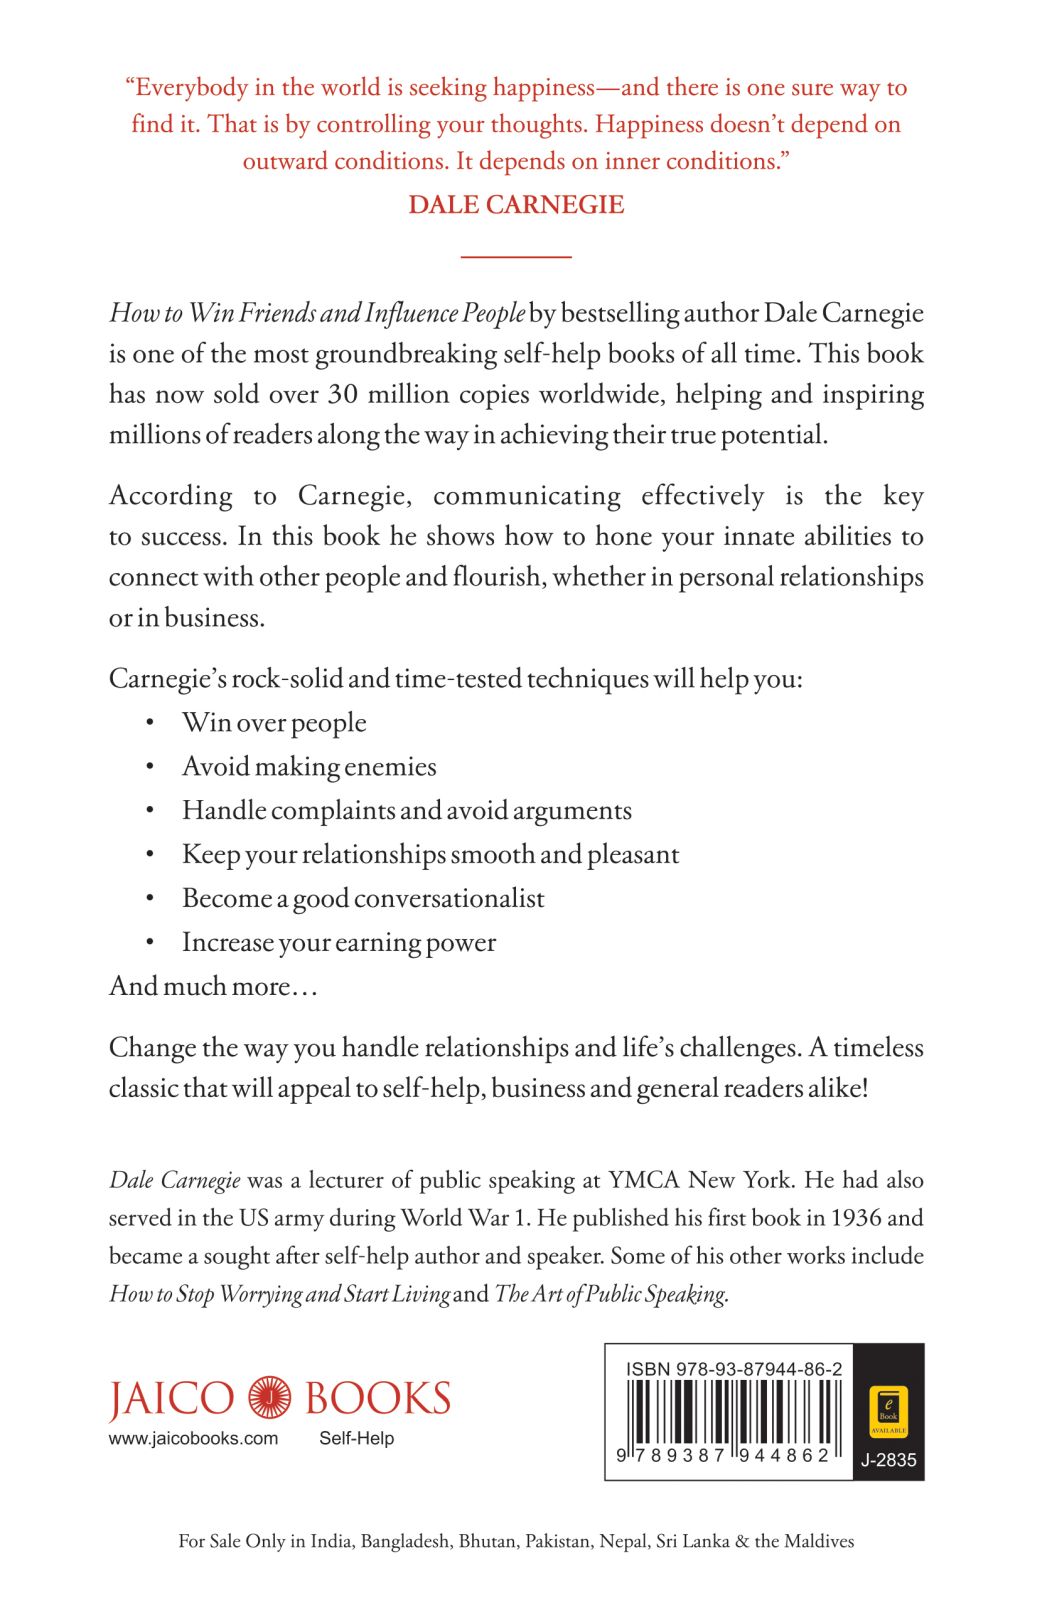 “Everybody in the world is seeking happiness—and there is one sure way to
find it. That is by controlling your thoughts. Happiness doesn’t depend on
outward conditions. It depends on inner conditions.”
DALE CARNEGIE
How to Win Friends and Influence People by bestselling author Dale Carnegie
is one of the most groundbreaking self-help books of all time. This book
has now sold over 30 million copies worldwide, helping and inspiring
millions of readers along the way in achieving their true potential.
According to Carnegie, communicating effectively is the key
to success. In this book he shows how to hone your innate abilities to
connect with other people and flourish, whether in personal relationships
or in business.
Carnegie’s rock-solid and time-tested techniques will help you:
• Win over people
• Avoid making enemies
• Handle complaints and avoid arguments
• Keep your relationships smooth and pleasant
• Become a good conversationalist
• Increase your earning power
And much more…
Change the way you handle relationships and life’s challenges. A timeless
classic that will appeal to self-help, business and general readers alike!
Dale Carnegie was a lecturer of public speaking at YMCA New York. He had also
served in the US army during World War 1. He published his first book in 1936 and
became a sought after self-help author and speaker. Some of his other works include
How to Stop Worrying and Start Living and The Art of Public Speaking.
JAICO J BOOKS
www.jaicobooks.com Self-Help
ISBN 978-93-87944-86-2
9 789387 944862
e
Book
AVAILABLE
J-2835
For Sale Only in India, Bangladesh, Bhutan, Pakistan, Nepal, Sri Lanka & the Maldives